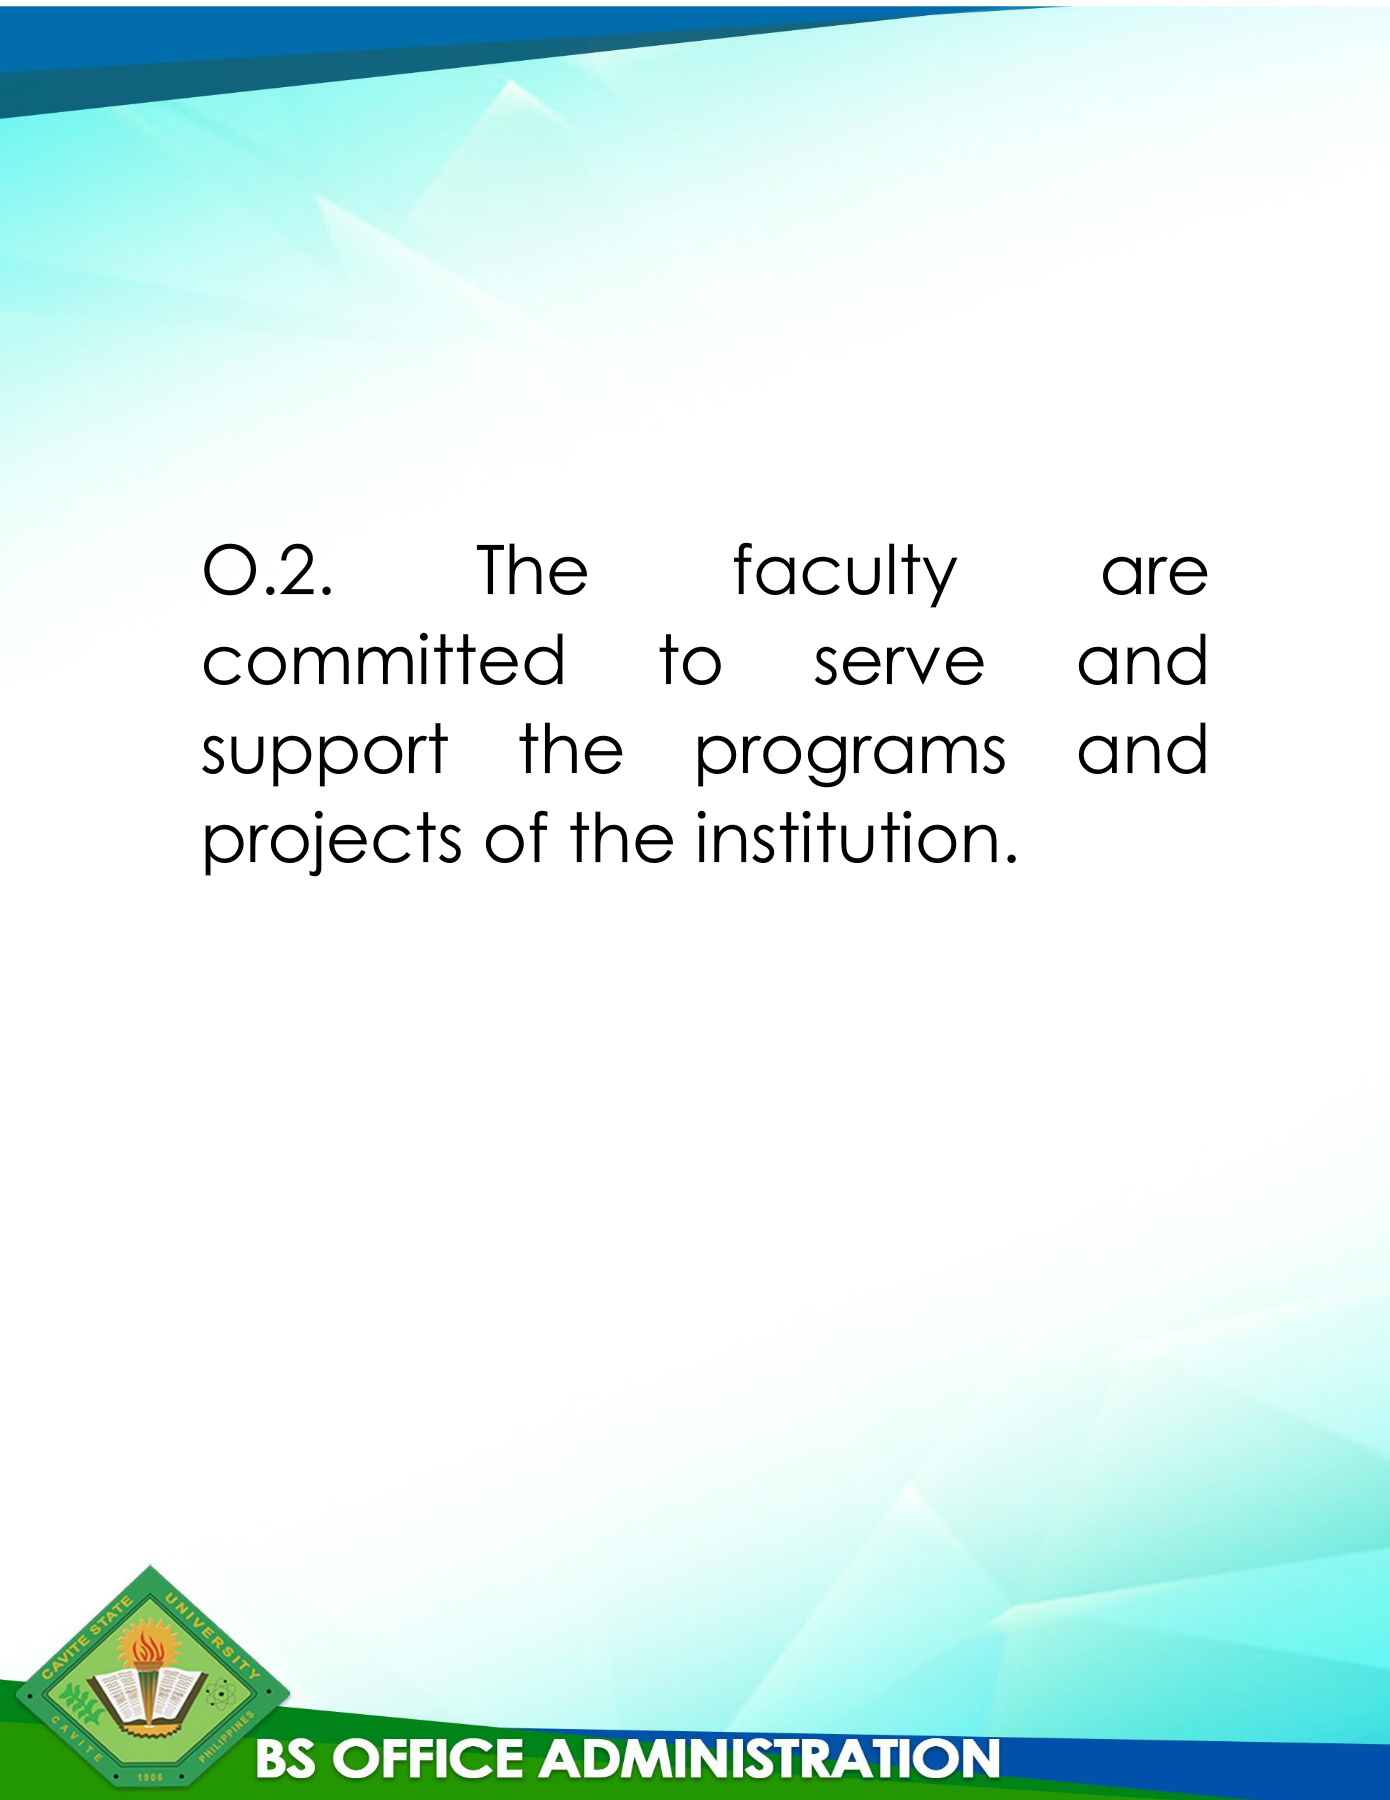 O.2. The faculty are
committed to serve and
support the programs and
projects of the institution.
CAVITE STATE UNIVERSITY
CAVITE
1906
PHILIPPINES
BS OFFICE ADMINISTRATION